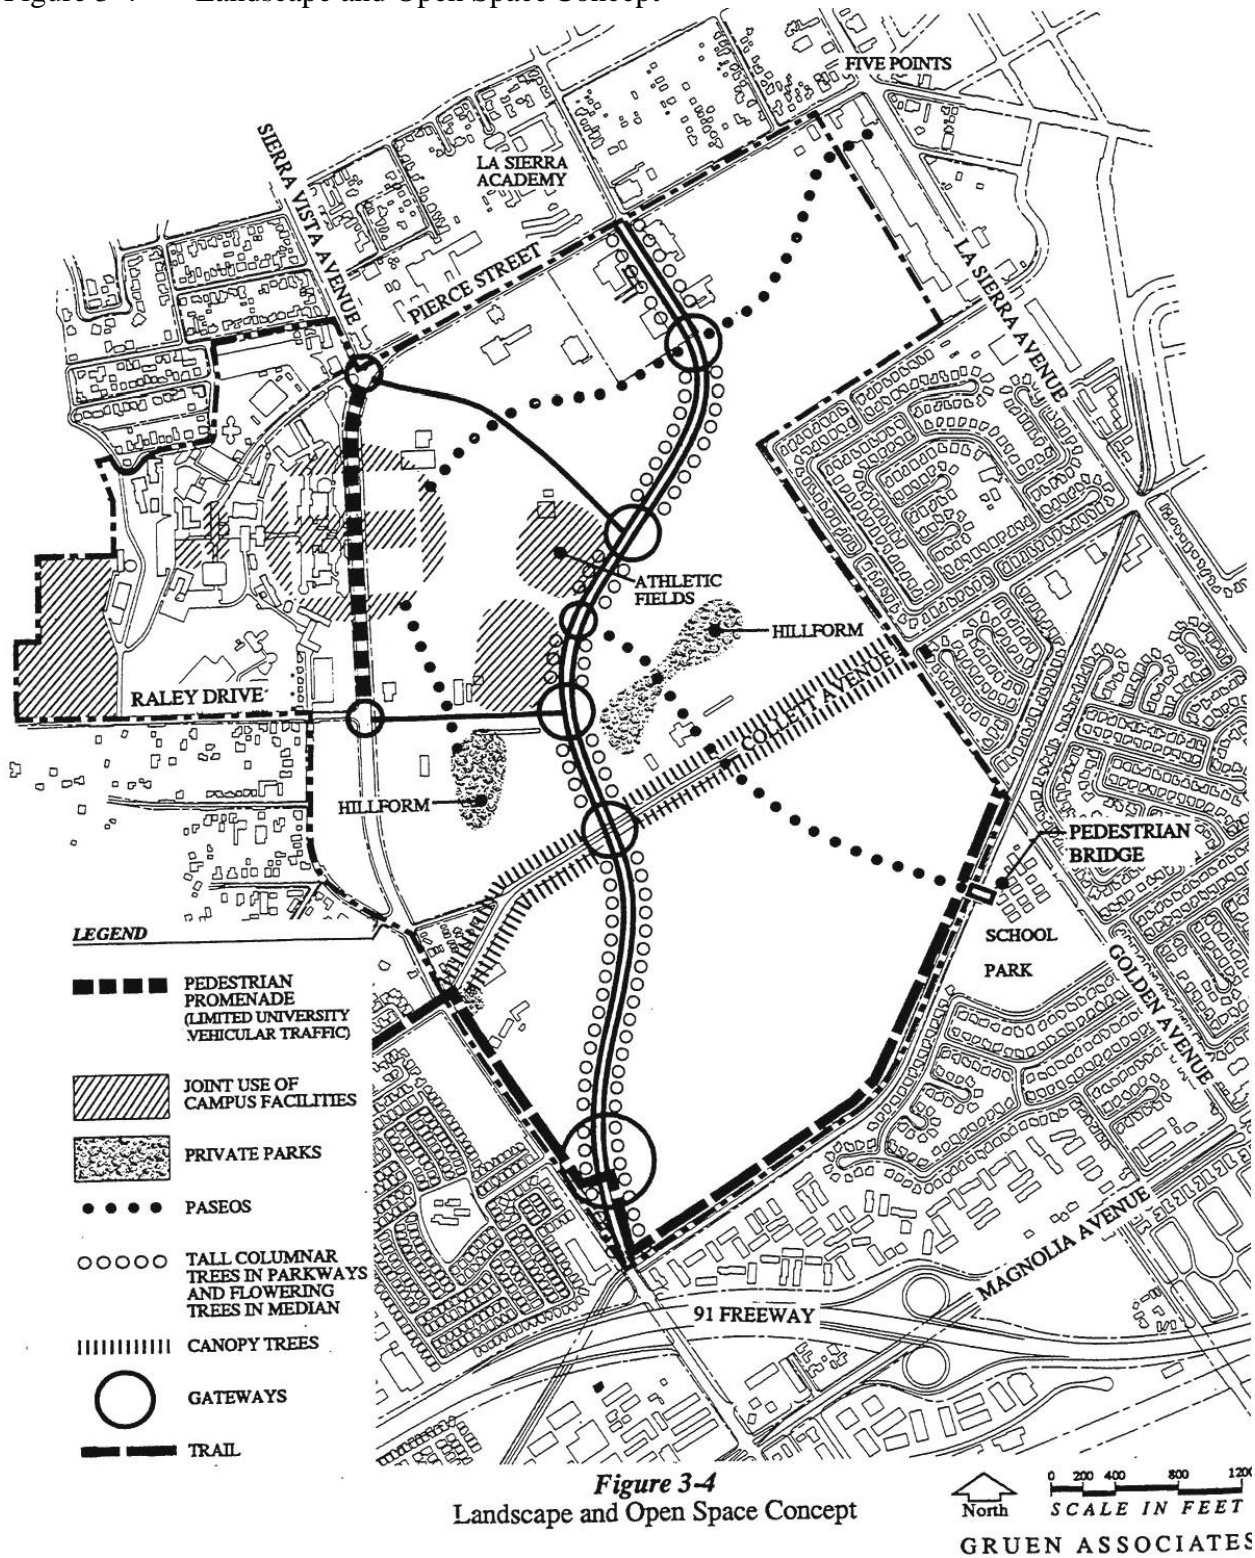 Figure 3-4 Landscape and Open Space Concept
FIVE POINTS
SIERRA VISTA AVENUE
LA SIERRA
ACADEMY
PIERCE STREET
LA SIERRA AVENUE
ATHLETIC
FIELDS
HILLFORM
RALEY DRIVE
COLLETT AVENUE
HILLFORM
PEDESTRIAN
BRIDGE
SCHOOL
PARK
GOLDEN AVENUE
MAGNOLIA AVENUE
91 FREEWAY
LEGEND
PEDESTRIAN
PROMENADE
(LIMITED UNIVERSITY
VEHICULAR TRAFFIC)
JOINT USE OF
CAMPUS FACILITIES
PRIVATE PARKS
PASEOS
TALL COLUMNAR
TREES IN PARKWAYS
AND FLOWERING
TREES IN MEDIAN
CANOPY TREES
GATEWAYS
TRAIL
Figure 3-4
Landscape and Open Space Concept
North
0 200 400 800 1200
SCALE IN FEET
GRUEN ASSOCIATES